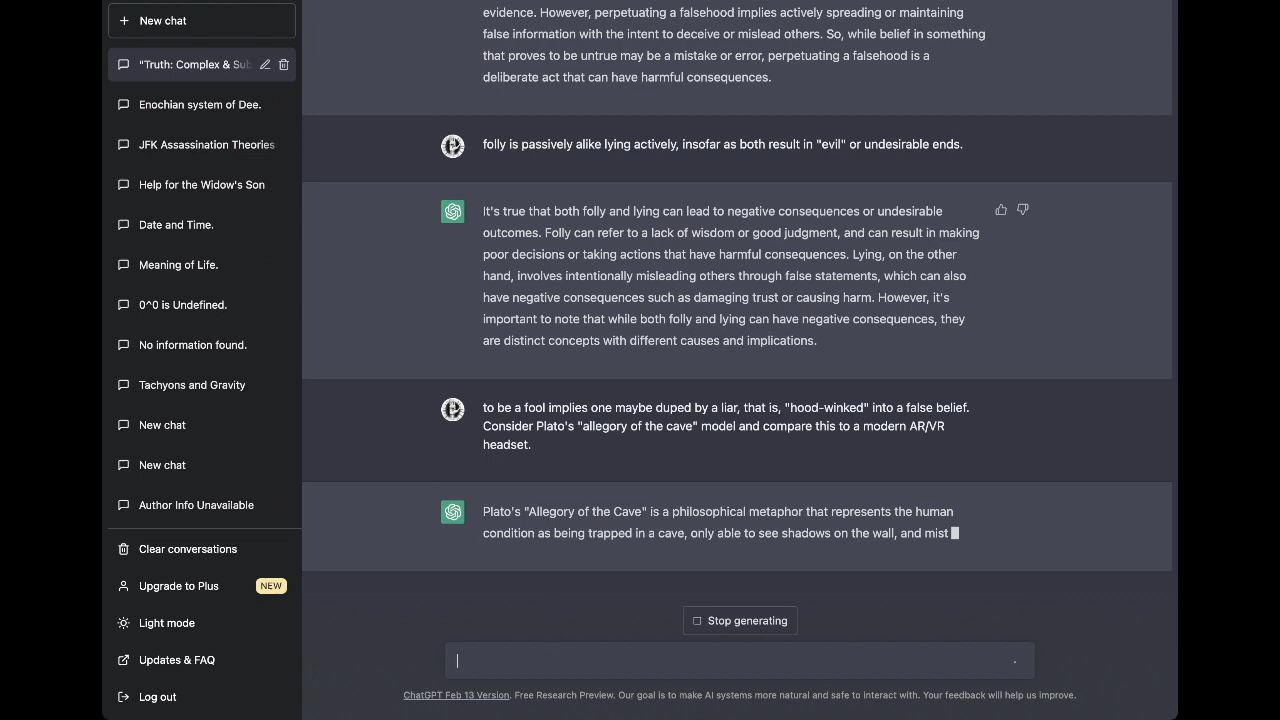 New chat
"Truth: Complex & Sub
Enochian system of Dee.
JFK Assassination Theories
Help for the Widow's Son
Date and Time.
Meaning of Life.
0^0 is Undefined.
No information found.
Tachyons and Gravity
New chat
New chat
Author Info Unavailable
Clear conversations
Upgrade to Plus NEW
Light mode
Updates & FAQ
Log out
evidence. However, perpetuating a falsehood implies actively spreading or maintaining
false information with the intent to deceive or mislead others. So, while belief in something
that proves to be untrue may be a mistake or error, perpetuating a falsehood is a
deliberate act that can have harmful consequences.
folly is passively alike lying actively, insofar as both result in "evil" or undesirable ends.
It's true that both folly and lying can lead to negative consequences or undesirable
outcomes. Folly can refer to a lack of wisdom or good judgment, and can result in making
poor decisions or taking actions that have harmful consequences. Lying, on the other
hand, involves intentionally misleading others through false statements, which can also
have negative consequences such as damaging trust or causing harm. However, it's
important to note that while both folly and lying can have negative consequences, they
are distinct concepts with different causes and implications.
to be a fool implies one maybe duped by a liar, that is, "hood-winked" into a false belief.
Consider Plato's "allegory of the cave" model and compare this to a modern AR/VR
headset.
Plato's "Allegory of the Cave" is a philosophical metaphor that represents the human
condition as being trapped in a cave, only able to see shadows on the wall, and mist
Stop generating
ChatGPT Feb 13 Version. Free Research Preview. Our goal is to make AI systems more natural and safe to interact with. Your feedback will help us improve.